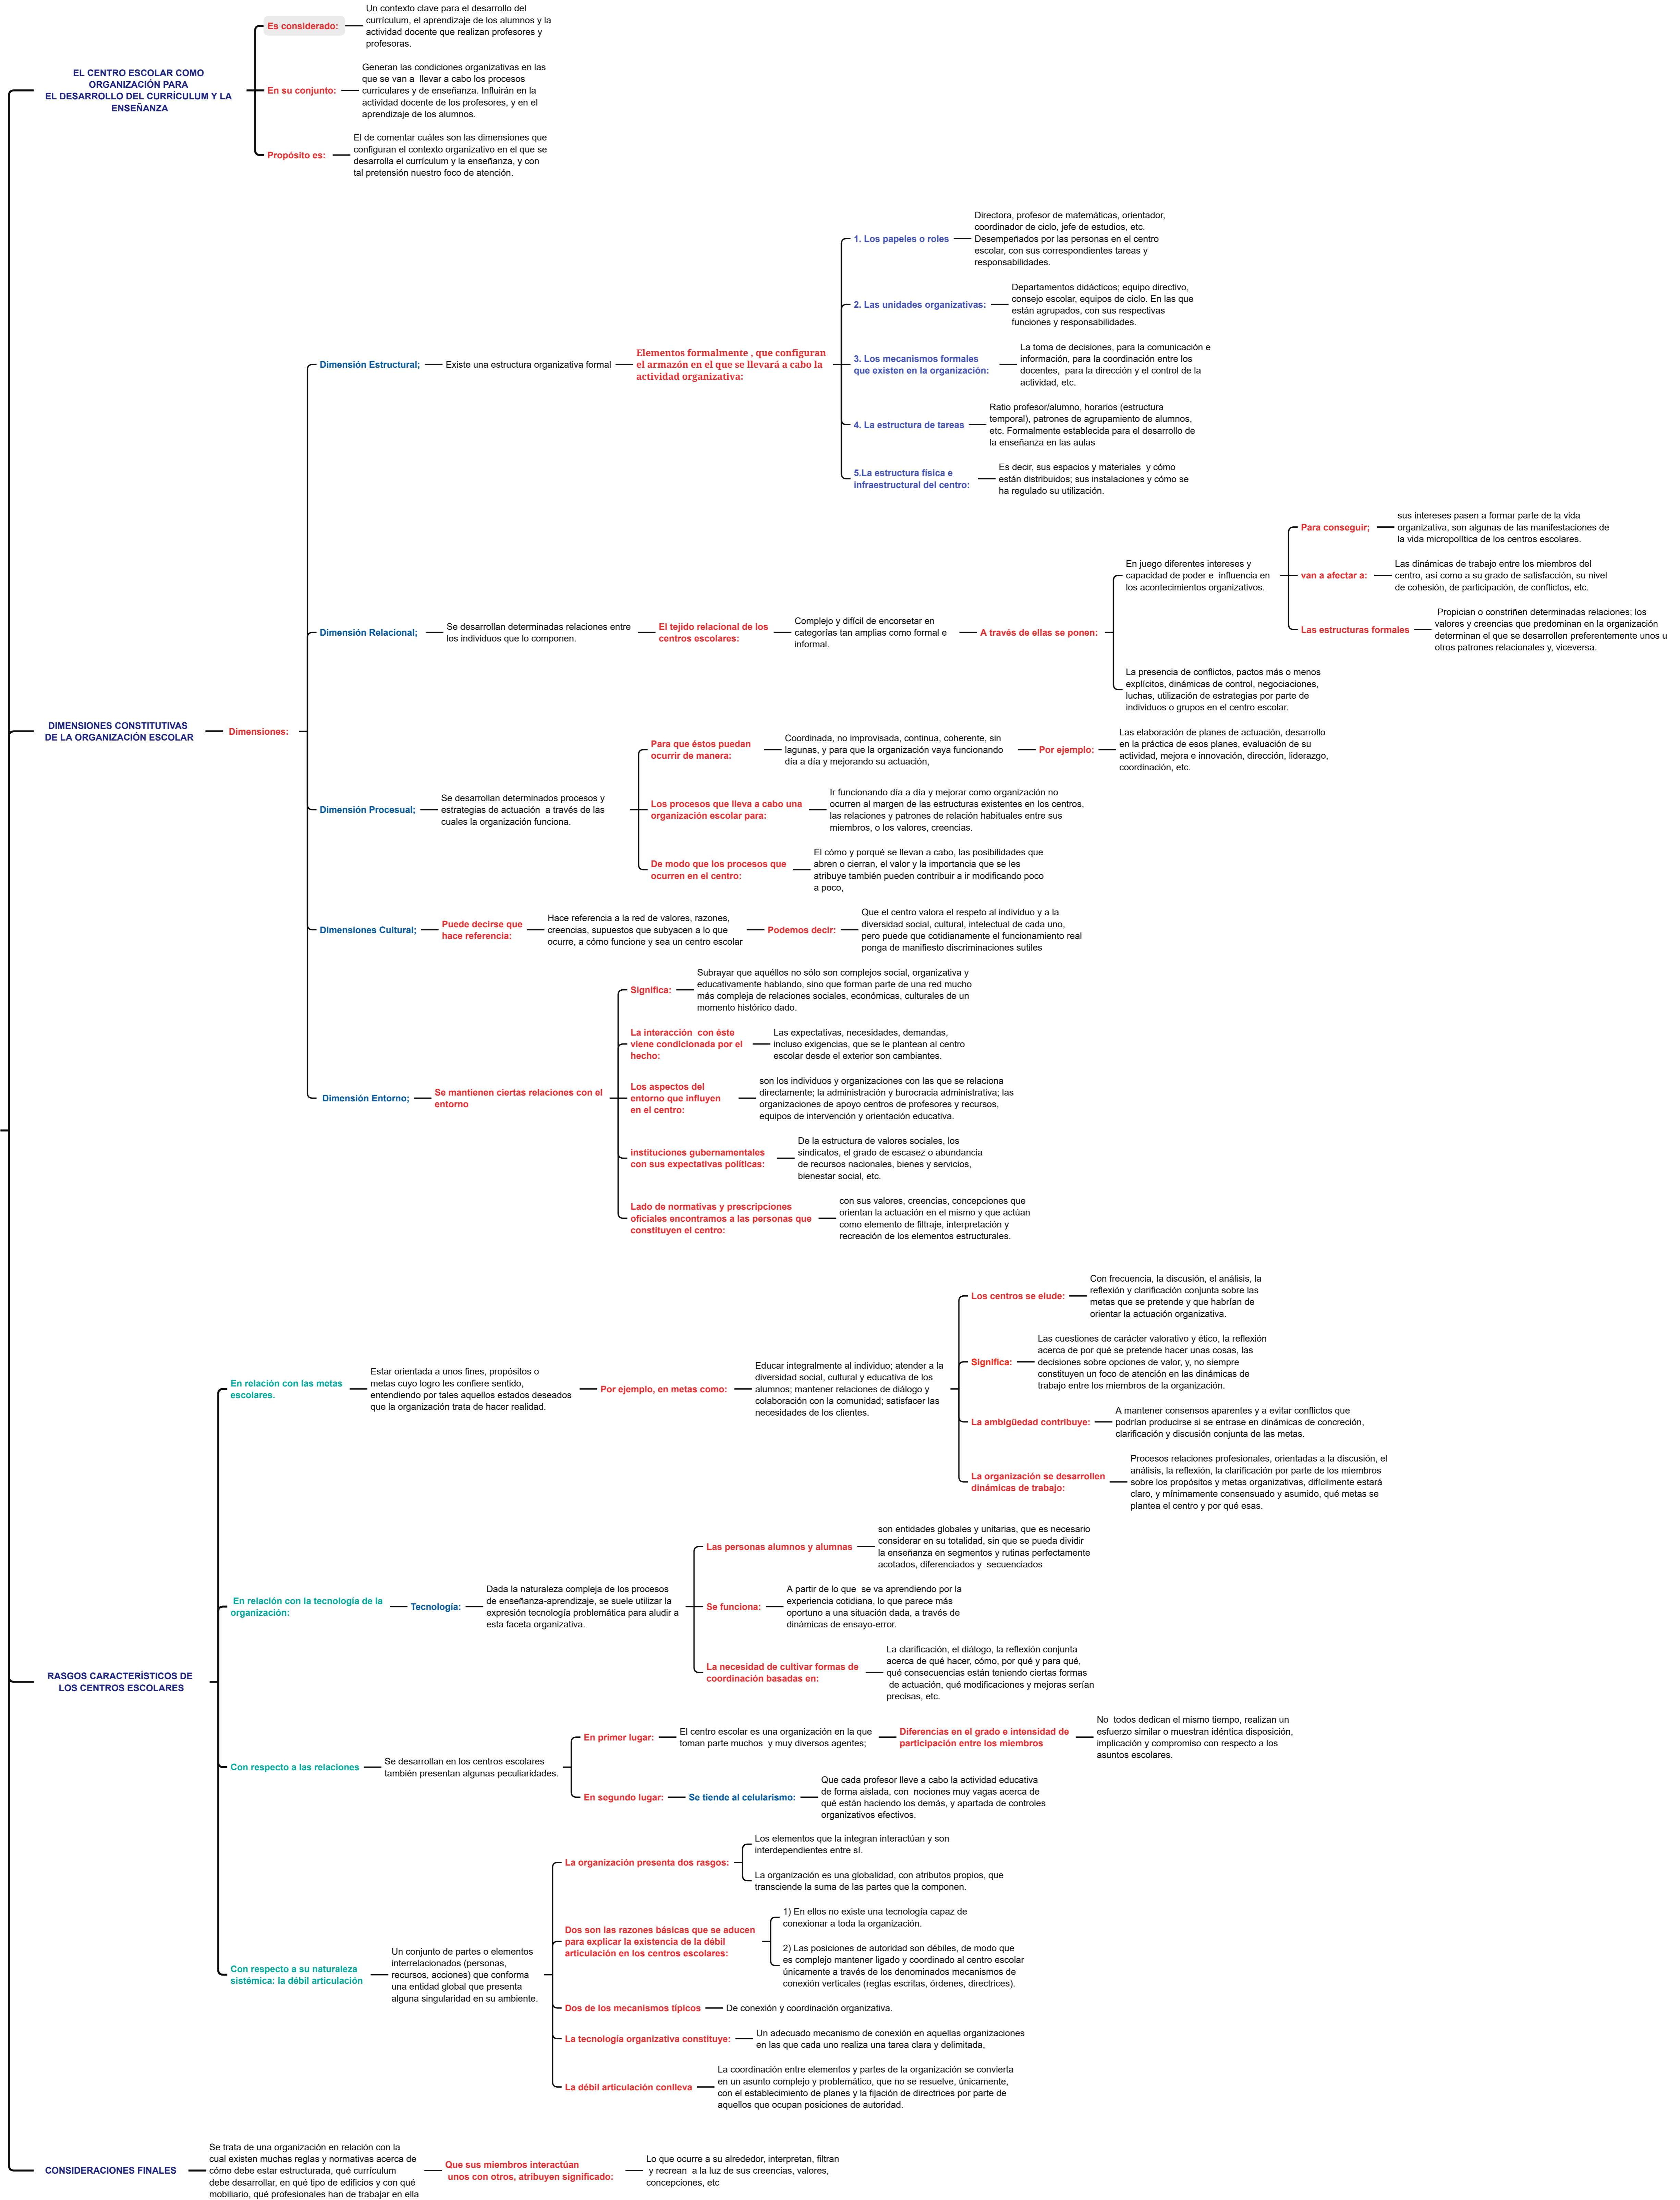 EL CENTRO ESCOLAR COMO
ORGANIZACIÓN PARA
EL DESARROLLO DEL CURRÍCULUM Y LA
ENSEÑANZA
Es considerado:
Un contexto clave para el desarrollo del
currículum, el aprendizaje de los alumnos y la
actividad docente que realizan profesores y
profesoras.
En su conjunto:
Generan las condiciones organizativas en las
que se van a llevar a cabo los procesos
curriculares y de enseñanza. Influirán en la
actividad docente de los profesores, y en el
aprendizaje de los alumnos.
Propósito es:
El de comentar cuáles son las dimensiones que
configuran el contexto organizativo en el que se
desarrolla el currículum y la enseñanza, y con
tal pretensión nuestro foco de atención.
DIMENSIONES CONSTITUTIVAS
DE LA ORGANIZACIÓN ESCOLAR
Dimensiones:
Dimensión Estructural;
Existe una estructura organizativa formal
Elementos formalmente , que configuran
el armazón en el que se llevará a cabo la
actividad organizativa:
1. Los papeles o roles
Directora, profesor de matemáticas, orientador,
coordinador de ciclo, jefe de estudios, etc.
Desempeñados por las personas en el centro
escolar, con sus correspondientes tareas y
responsabilidades.
2. Las unidades organizativas:
Departamentos didácticos; equipo directivo,
consejo escolar, equipos de ciclo. En las que
están agrupados, con sus respectivas
funciones y responsabilidades.
3. Los mecanismos formales
que existen en la organización:
La toma de decisiones, para la comunicación e
información, para la coordinación entre los
docentes, para la dirección y el control de la
actividad, etc.
4. La estructura de tareas
Ratio profesor/alumno, horarios (estructura
temporal), patrones de agrupamiento de alumnos,
etc. Formalmente establecida para el desarrollo de
la enseñanza en las aulas
5.La estructura física e
infraestructural del centro:
Es decir, sus espacios y materiales y cómo
están distribuidos; sus instalaciones y cómo se
ha regulado su utilización.
Dimensión Relacional;
Se desarrollan determinadas relaciones entre
los individuos que lo componen.
El tejido relacional de los
centros escolares:
Complejo y difícil de encorsetar en
categorías tan amplias como formal e
informal.
A través de ellas se ponen:
En juego diferentes intereses y
capacidad de poder e influencia en
los acontecimientos organizativos.
Para conseguir;
sus intereses pasen a formar parte de la vida
organizativa, son algunas de las manifestaciones de
la vida micropolítica de los centros escolares.
van a afectar a:
Las dinámicas de trabajo entre los miembros del
centro, así como a su grado de satisfacción, su nivel
de cohesión, de participación, de conflictos, etc.
Las estructuras formales
Propician o constriñen determinadas relaciones; los
valores y creencias que predominan en la organización
determinan el que se desarrollen preferentemente unos u
otros patrones relacionales y, viceversa.
La presencia de conflictos, pactos más o menos
explícitos, dinámicas de control, negociaciones,
luchas, utilización de estrategias por parte de
individuos o grupos en el centro escolar.
Dimensión Procesual;
Se desarrollan determinados procesos y
estrategias de actuación a través de las
cuales la organización funciona.
Para que éstos puedan
ocurrir de manera:
Coordinada, no improvisada, continua, coherente, sin
lagunas, y para que la organización vaya funcionando
día a día y mejorando su actuación,
Por ejemplo:
Las elaboración de planes de actuación, desarrollo
en la práctica de esos planes, evaluación de su
actividad, mejora e innovación, dirección, liderazgo,
coordinación, etc.
Los procesos que lleva a cabo una
organización escolar para:
Ir funcionando día a día y mejorar como organización no
ocurren al margen de las estructuras existentes en los centros,
las relaciones y patrones de relación habituales entre sus
miembros, o los valores, creencias.
De modo que los procesos que
ocurren en el centro:
El cómo y porqué se llevan a cabo, las posibilidades que
abren o cierran, el valor y la importancia que se les
atribuye también pueden contribuir a ir modificando poco
a poco,
Dimensiones Cultural;
Puede decirse que
hace referencia:
Hace referencia a la red de valores, razones,
creencias, supuestos que subyacen a lo que
ocurre, a cómo funcione y sea un centro escolar
Podemos decir:
Que el centro valora el respeto al individuo y a la
diversidad social, cultural, intelectual de cada uno,
pero puede que cotidianamente el funcionamiento real
ponga de manifiesto discriminaciones sutiles
Dimensión Entorno;
Se mantienen ciertas relaciones con el
entorno
Significa:
Subrayar que aquéllos no sólo son complejos social, organizativa y
educativamente hablando, sino que forman parte de una red mucho
más compleja de relaciones sociales, económicas, culturales de un
momento histórico dado.
La interacción con éste
viene condicionada por el
hecho:
Las expectativas, necesidades, demandas,
incluso exigencias, que se le plantean al centro
escolar desde el exterior son cambiantes.
Los aspectos del
entorno que influyen
en el centro:
son los individuos y organizaciones con las que se relaciona
directamente; la administración y burocracia administrativa; las
organizaciones de apoyo centros de profesores y recursos,
equipos de intervención y orientación educativa.
instituciones gubernamentales
con sus expectativas políticas:
De la estructura de valores sociales, los
sindicatos, el grado de escasez o abundancia
de recursos nacionales, bienes y servicios,
bienestar social, etc.
Lado de normativas y prescripciones
oficiales encontramos a las personas que
constituyen el centro:
con sus valores, creencias, concepciones que
orientan la actuación en el mismo y que actúan
como elemento de filtraje, interpretación y
recreación de los elementos estructurales.
RASGOS CARACTERÍSTICOS DE
LOS CENTROS ESCOLARES
En relación con las metas
escolares.
Estar orientada a unos fines, propósitos o
metas cuyo logro les confiere sentido,
entendiendo por tales aquellos estados deseados
que la organización trata de hacer realidad.
Por ejemplo, en metas como:
Educar integralmente al individuo; atender a la
diversidad social, cultural y educativa de los
alumnos; mantener relaciones de diálogo y
colaboración con la comunidad; satisfacer las
necesidades de los clientes.
Los centros se elude:
Con frecuencia, la discusión, el análisis, la
reflexión y clarificación conjunta sobre las
metas que se pretende y que habrían de
orientar la actuación organizativa.
Significa:
Las cuestiones de carácter valorativo y ético, la reflexión
acerca de por qué se pretende hacer unas cosas, las
decisiones sobre opciones de valor, y, no siempre
constituyen un foco de atención en las dinámicas de
trabajo entre los miembros de la organización.
La ambigüedad contribuye:
A mantener consensos aparentes y a evitar conflictos que
podrían producirse si se entrase en dinámicas de concreción,
clarificación y discusión conjunta de las metas.
La organización se desarrollen
dinámicas de trabajo:
Procesos relaciones profesionales, orientadas a la discusión, el
análisis, la reflexión, la clarificación por parte de los miembros
sobre los propósitos y metas organizativas, difícilmente estará
claro, y mínimamente consensuado y asumido, qué metas se
plantea el centro y por qué esas.
En relación con la tecnología de la
organización:
Tecnología:
Dada la naturaleza compleja de los procesos
de enseñanza-aprendizaje, se suele utilizar la
expresión tecnología problemática para aludir a
esta faceta organizativa.
Las personas alumnos y alumnas
son entidades globales y unitarias, que es necesario
considerar en su totalidad, sin que se pueda dividir
la enseñanza en segmentos y rutinas perfectamente
acotados, diferenciados y secuenciados
Se funciona:
A partir de lo que se va aprendiendo por la
experiencia cotidiana, lo que parece más
oportuno a una situación dada, a través de
dinámicas de ensayo-error.
La necesidad de cultivar formas de
coordinación basadas en:
La clarificación, el diálogo, la reflexión conjunta
acerca de qué hacer, cómo, por qué y para qué,
qué consecuencias están teniendo ciertas formas
de actuación, qué modificaciones y mejoras serían
precisas, etc.
Con respecto a las relaciones
Se desarrollan en los centros escolares
también presentan algunas peculiaridades.
En primer lugar:
El centro escolar es una organización en la que
toman parte muchos y muy diversos agentes;
Diferencias en el grado e intensidad de
participación entre los miembros
No todos dedican el mismo tiempo, realizan un
esfuerzo similar o muestran idéntica disposición,
implicación y compromiso con respecto a los
asuntos escolares.
En segundo lugar:
Se tiende al celularismo:
Que cada profesor lleve a cabo la actividad educativa
de forma aislada, con nociones muy vagas acerca de
qué están haciendo los demás, y apartada de controles
organizativos efectivos.
Con respecto a su naturaleza
sistémica: la débil articulación
Un conjunto de partes o elementos
interrelacionados (personas,
recursos, acciones) que conforma
una entidad global que presenta
alguna singularidad en su ambiente.
La organización presenta dos rasgos:
Los elementos que la integran interactúan y son
interdependientes entre sí.
La organización es una globalidad, con atributos propios, que
transciende la suma de las partes que la componen.
Dos son las razones básicas que se aducen
para explicar la existencia de la débil
articulación en los centros escolares:
1) En ellos no existe una tecnología capaz de
conexionar a toda la organización.
2) Las posiciones de autoridad son débiles, de modo que
es complejo mantener ligado y coordinado al centro escolar
únicamente a través de los denominados mecanismos de
conexión verticales (reglas escritas, órdenes, directrices).
Dos de los mecanismos típicos
De conexión y coordinación organizativa.
La tecnología organizativa constituye:
Un adecuado mecanismo de conexión en aquellas organizaciones
en las que cada uno realiza una tarea clara y delimitada,
La débil articulación conlleva
La coordinación entre elementos y partes de la organización se convierta
en un asunto complejo y problemático, que no se resuelve, únicamente,
con el establecimiento de planes y la fijación de directrices por parte de
aquellos que ocupan posiciones de autoridad.
CONSIDERACIONES FINALES
Se trata de una organización en relación con la
cual existen muchas reglas y normativas acerca de
cómo debe estar estructurada, qué currículum
debe desarrollar, en qué tipo de edificios y con qué
mobiliario, qué profesionales han de trabajar en ella
Que sus miembros interactúan
unos con otros, atribuyen significado:
Lo que ocurre a su alrededor, interpretan, filtran
y recrean a la luz de sus creencias, valores,
concepciones, etc